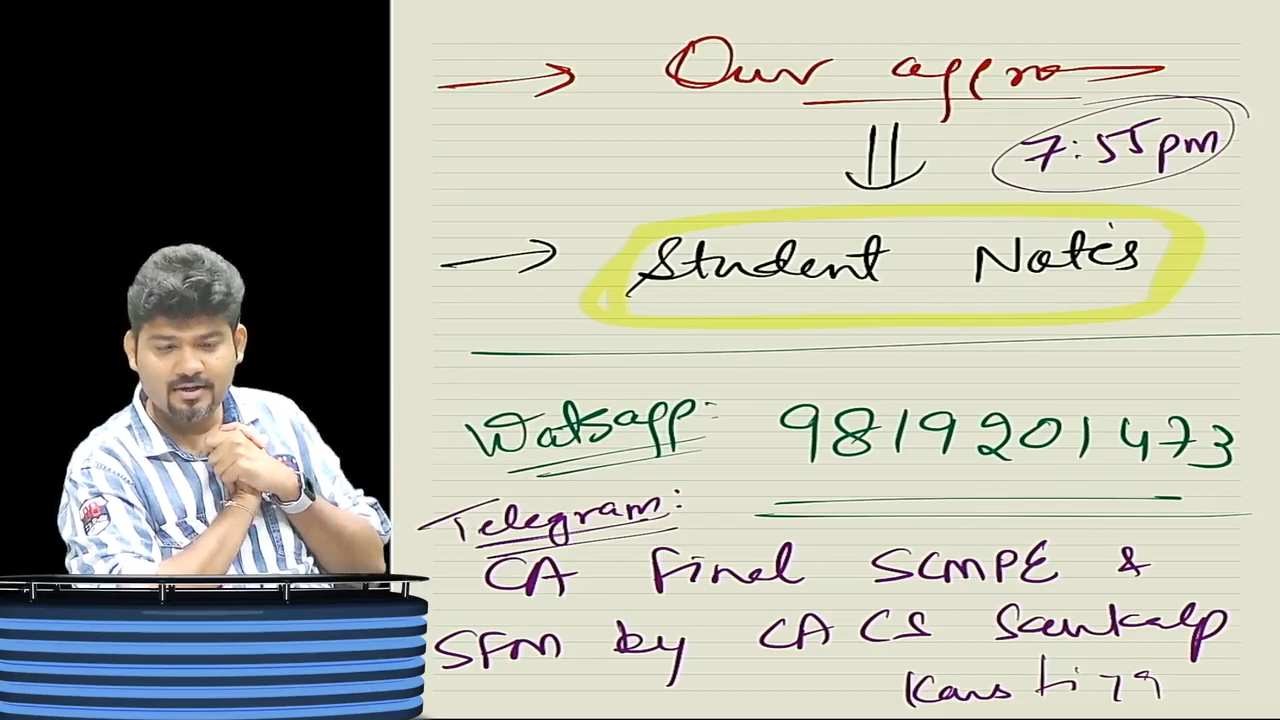 → Our appro
7:55pm
→ Student Notes
Watsapp: 9819201473
Telegram:
CA Final SCMPE &
SFM by CA CS Sankalp
Kanstiya